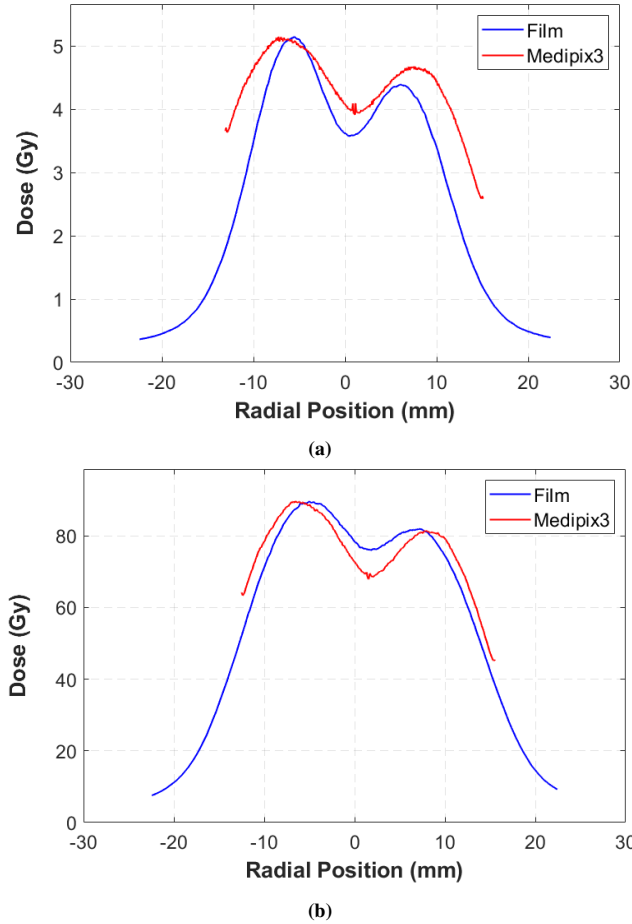 Film
Medipix3
5
4
3
2
1
0
Dose (Gy)
-30 -20 -10 0 10 20 30
Radial Position (mm)
(a)
Film
Medipix3
80
60
40
20
0
Dose (Gy)
-30 -20 -10 0 10 20 30
Radial Position (mm)
(b)